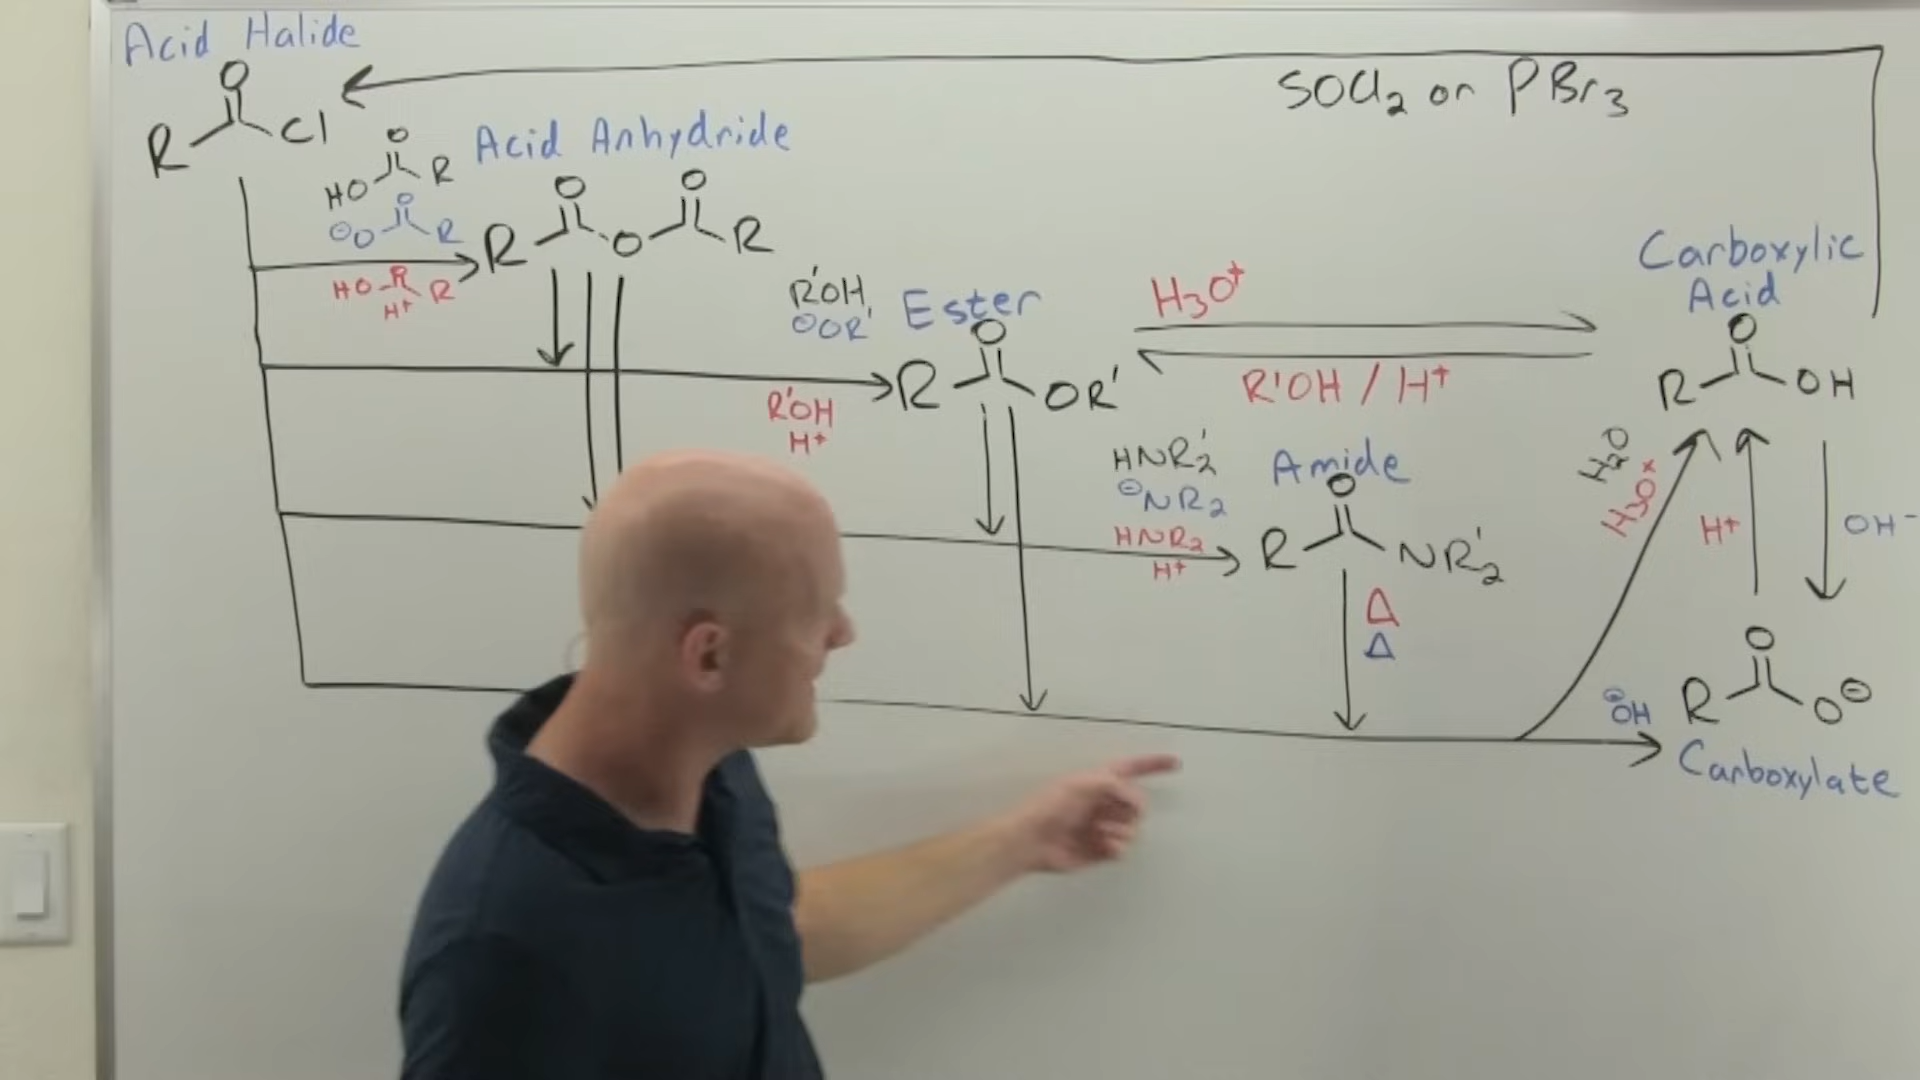 Acid Halide
O
R Cl
SOCl2 or PBr3
O
HO R
O
⊖O R
HO R R
H+
Acid Anhydride
O O
R O R
R'OH
⊖OR'
R'OH
H+
Ester
O
R OR'
H3O+
R'OH / H+
Carboxylic
Acid
O
R OH
HNR'2
⊖NR2
HNR2
H+
Amide
O
R NR'2
Δ
Δ
H2O
H3O+
H+
OH-
⊖OH
O
R O⊖
Carboxylate